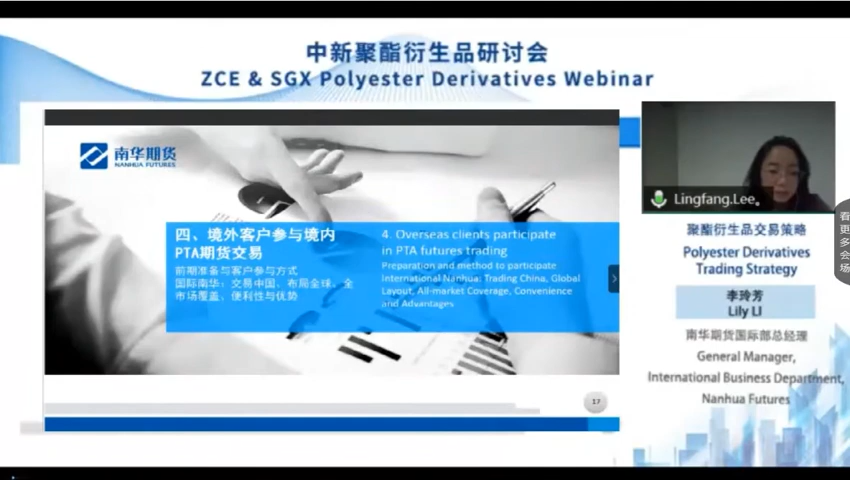 中新聚酯衍生品研讨会
ZCE & SGX Polyester Derivatives Webinar
南华期货
NANHUA FUTURES
四、境外客户参与境内
PTA期货交易
前期准备与客户参与方式
国际南华：交易中国、布局全球、全
市场覆盖、便利性与优势
4. Overseas clients participate
in PTA futures trading
Preparation and method to participate
International Nanhua: Trading China, Global
Layout, All-market Coverage, Convenience
and Advantages
17
Lingfang.Lee。
聚酯衍生品交易策略
Polyester Derivatives
Trading Strategy
李玲芳
Lily LI
南华期货国际部总经理
General Manager,
International Business Department,
Nanhua Futures
看
更
多
会
场